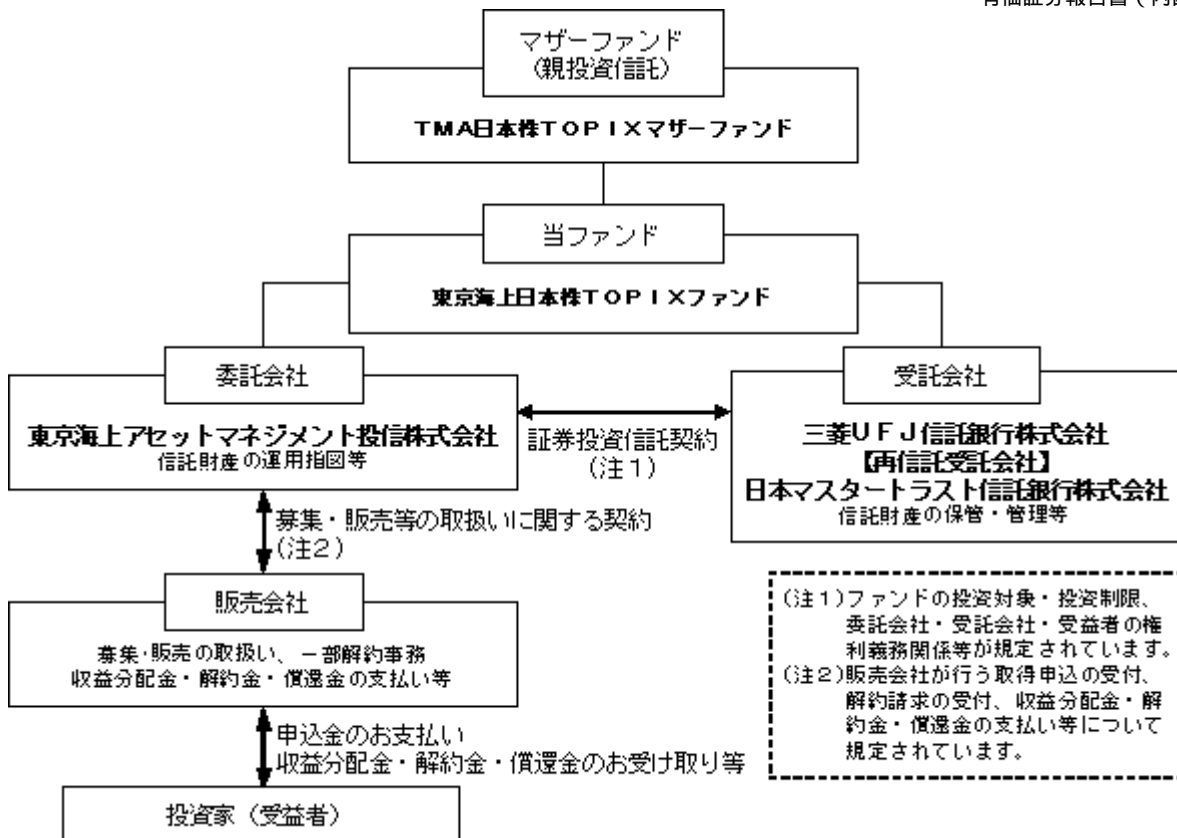 有価証券報告書（内
マザーファンド
(親投資信託)
TMA日本株TOPIXマザーファンド
当ファンド
東京海上日本株TOPIXファンド
委託会社
東京海上アセットマネジメント投信株式会社
信託財産の運用指図等
証券投資信託契約
(注1)
受託会社
三菱UFJ信託銀行株式会社
【再信託受託会社】
日本マスタートラスト信託銀行株式会社
信託財産の保管・管理等
募集・販売等の取扱いに関する契約
(注2)
販売会社
募集・販売の取扱い、一部解約事務
収益分配金・解約金・償還金の支払い等
申込金のお支払い
収益分配金・解約金・償還金のお受け取り等
投資家（受益者）
(注1)ファンドの投資対象・投資制限、
委託会社・受託会社・受益者の権
利義務関係等が規定されています。
(注2)販売会社が行う取得申込の受付、
解約請求の受付、収益分配金・解
約金・償還金の支払い等について
規定されています。